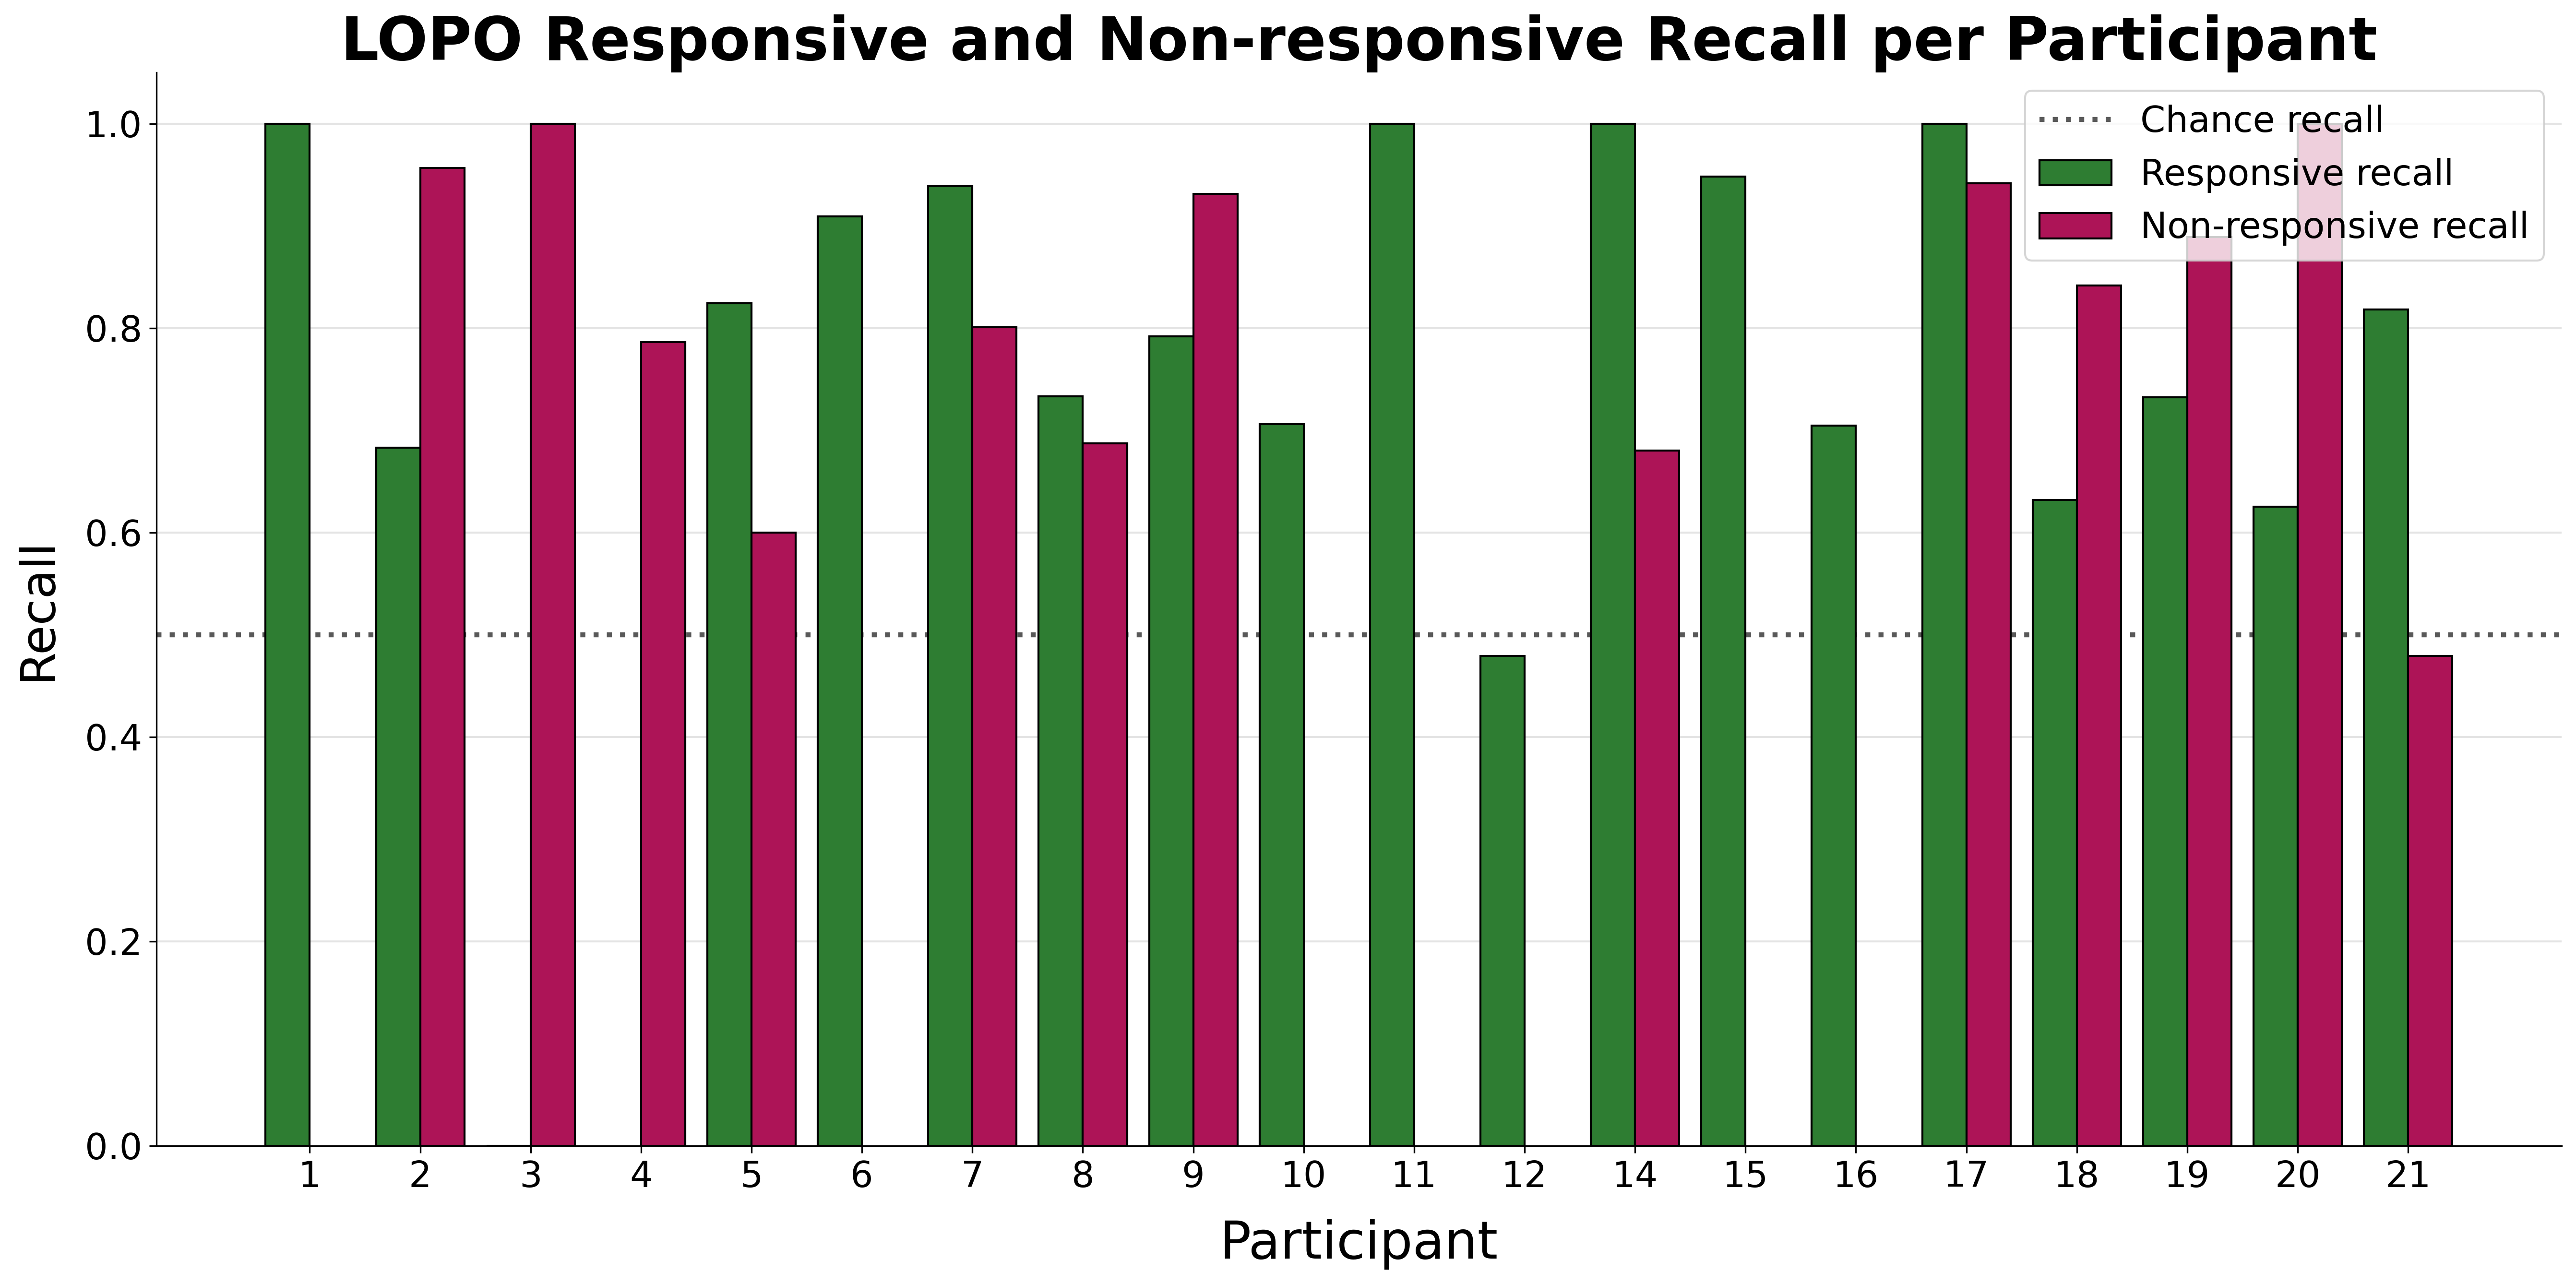 LOPO Responsive and Non-responsive Recall per Participant
Chance recall
Responsive recall
Non-responsive recall
Recall
1.0
0.8
0.6
0.4
0.2
0.0
1 2 3 4 5 6 7 8 9 10 11 12 14 15 16 17 18 19 20 21
Participant